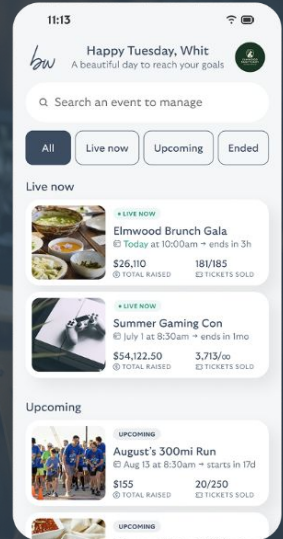 11:13
bw
Happy Tuesday, Whit
A beautiful day to reach your goals
Search an event to manage
All
Live now
Upcoming
Ended
Live now
• LIVE NOW
Elmwood Brunch Gala
Today at 10:00am → ends in 3h
$26,110
181/185
TOTAL RAISED
TICKETS SOLD
• LIVE NOW
Summer Gaming Con
July 1 at 8:30am → ends in 1mo
$54,122.50
3,713/∞
TOTAL RAISED
TICKETS SOLD
Upcoming
UPCOMING
August's 300mi Run
Aug 13 at 8:30am → starts in 17d
$155
20/250
TOTAL RAISED
TICKETS SOLD
UPCOMING